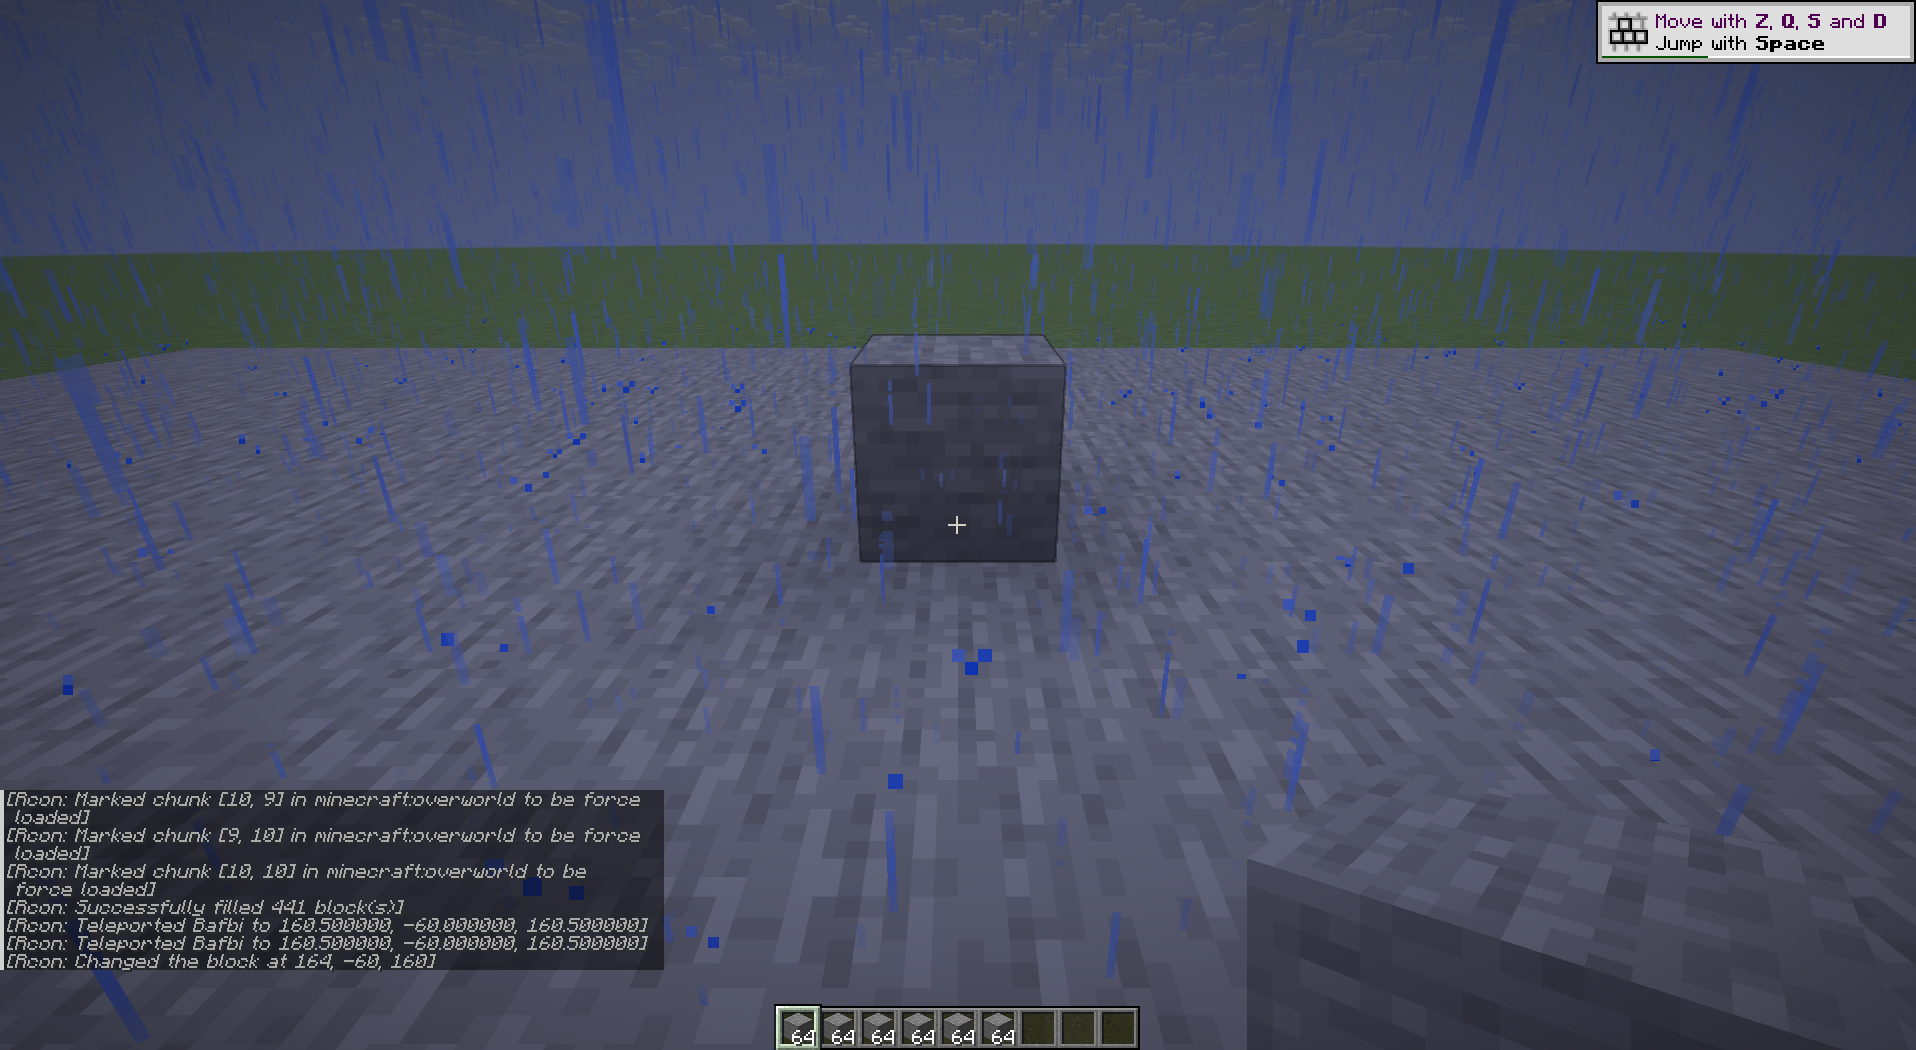 Move with Z, Q, S and D
Jump with Space
[Rcon: Marked chunk [10, 9] in minecraft:overworld to be force
loaded]
[Rcon: Marked chunk [9, 10] in minecraft:overworld to be force
loaded]
[Rcon: Marked chunk [10, 10] in minecraft:overworld to be
force loaded]
[Rcon: Successfully filled 441 block(s)]
[Rcon: Teleported Bafbi to 160.500000, -60.000000, 160.500000]
[Rcon: Teleported Bafbi to 160.500000, -60.000000, 160.500000]
[Rcon: Changed the block at 164, -60, 160]
64 64 64 64 64 64